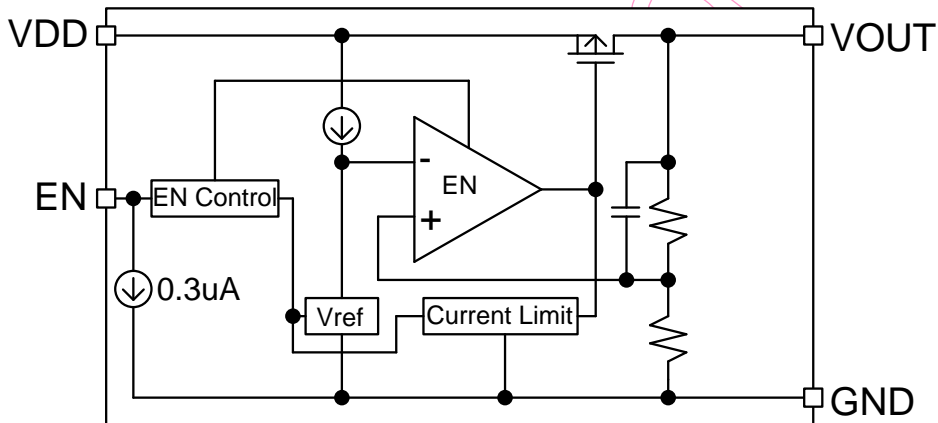 VDD
VOUT
-
EN
+
EN
EN Control
0.3uA
Vref
Current Limit
GND